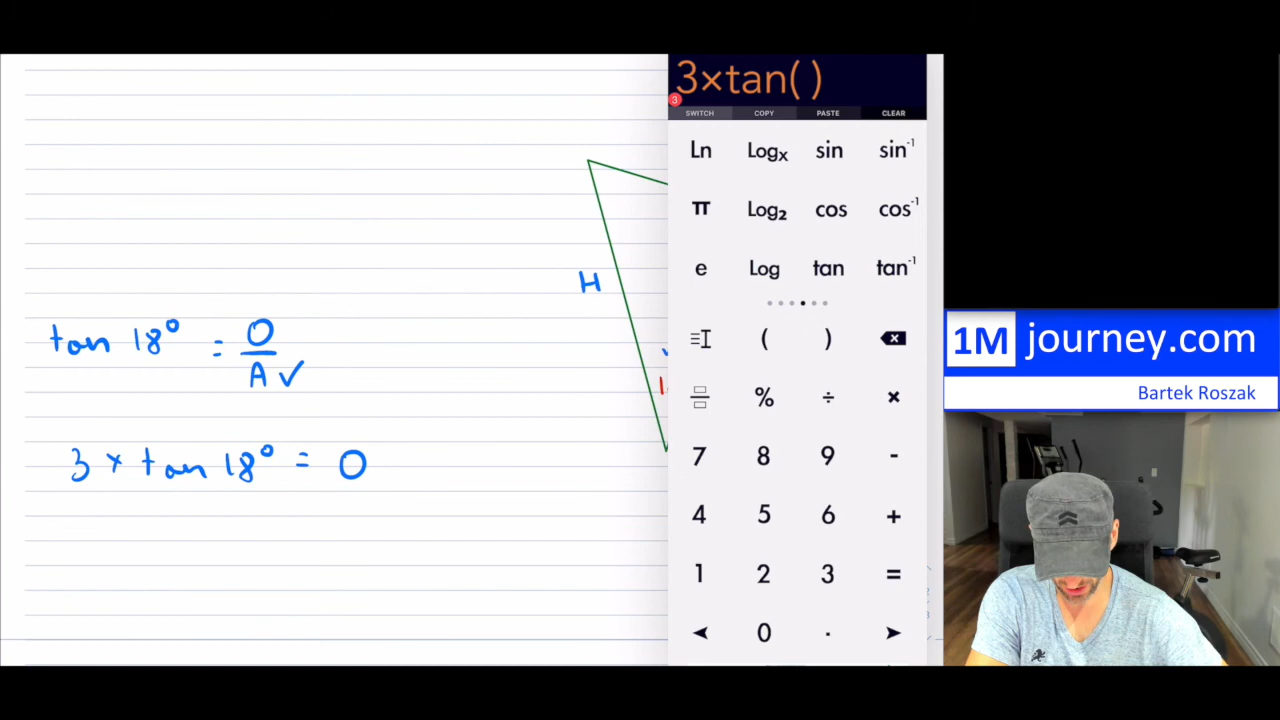 3×tan( )
3
SWITCH COPY PASTE CLEAR
Ln Logx sin sin-1
π Log2 cos cos-1
e Log tan tan-1
( )
% ÷ ×
7 8 9 -
4 5 6 +
1 2 3 =
◄ 0 . ►
H
tan 18° = O
A ✓
3 × tan 18° = O
1M journey.com
Bartek Roszak